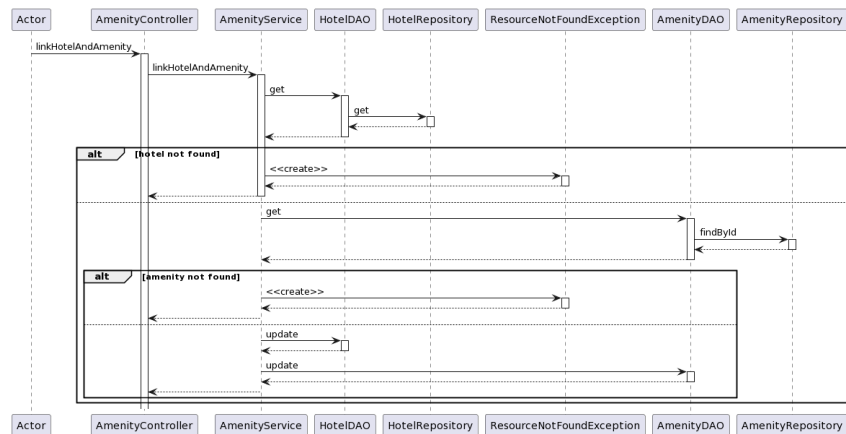 Actor AmenityController AmenityService HotelDAO HotelRepository ResourceNotFoundException AmenityDAO AmenityRepository
linkHotelAndAmenity
linkHotelAndAmenity
get
get
alt [hotel not found]
<<create>>
get
findById
alt [amenity not found]
<<create>>
update
update
Actor AmenityController AmenityService HotelDAO HotelRepository ResourceNotFoundException AmenityDAO AmenityRepository